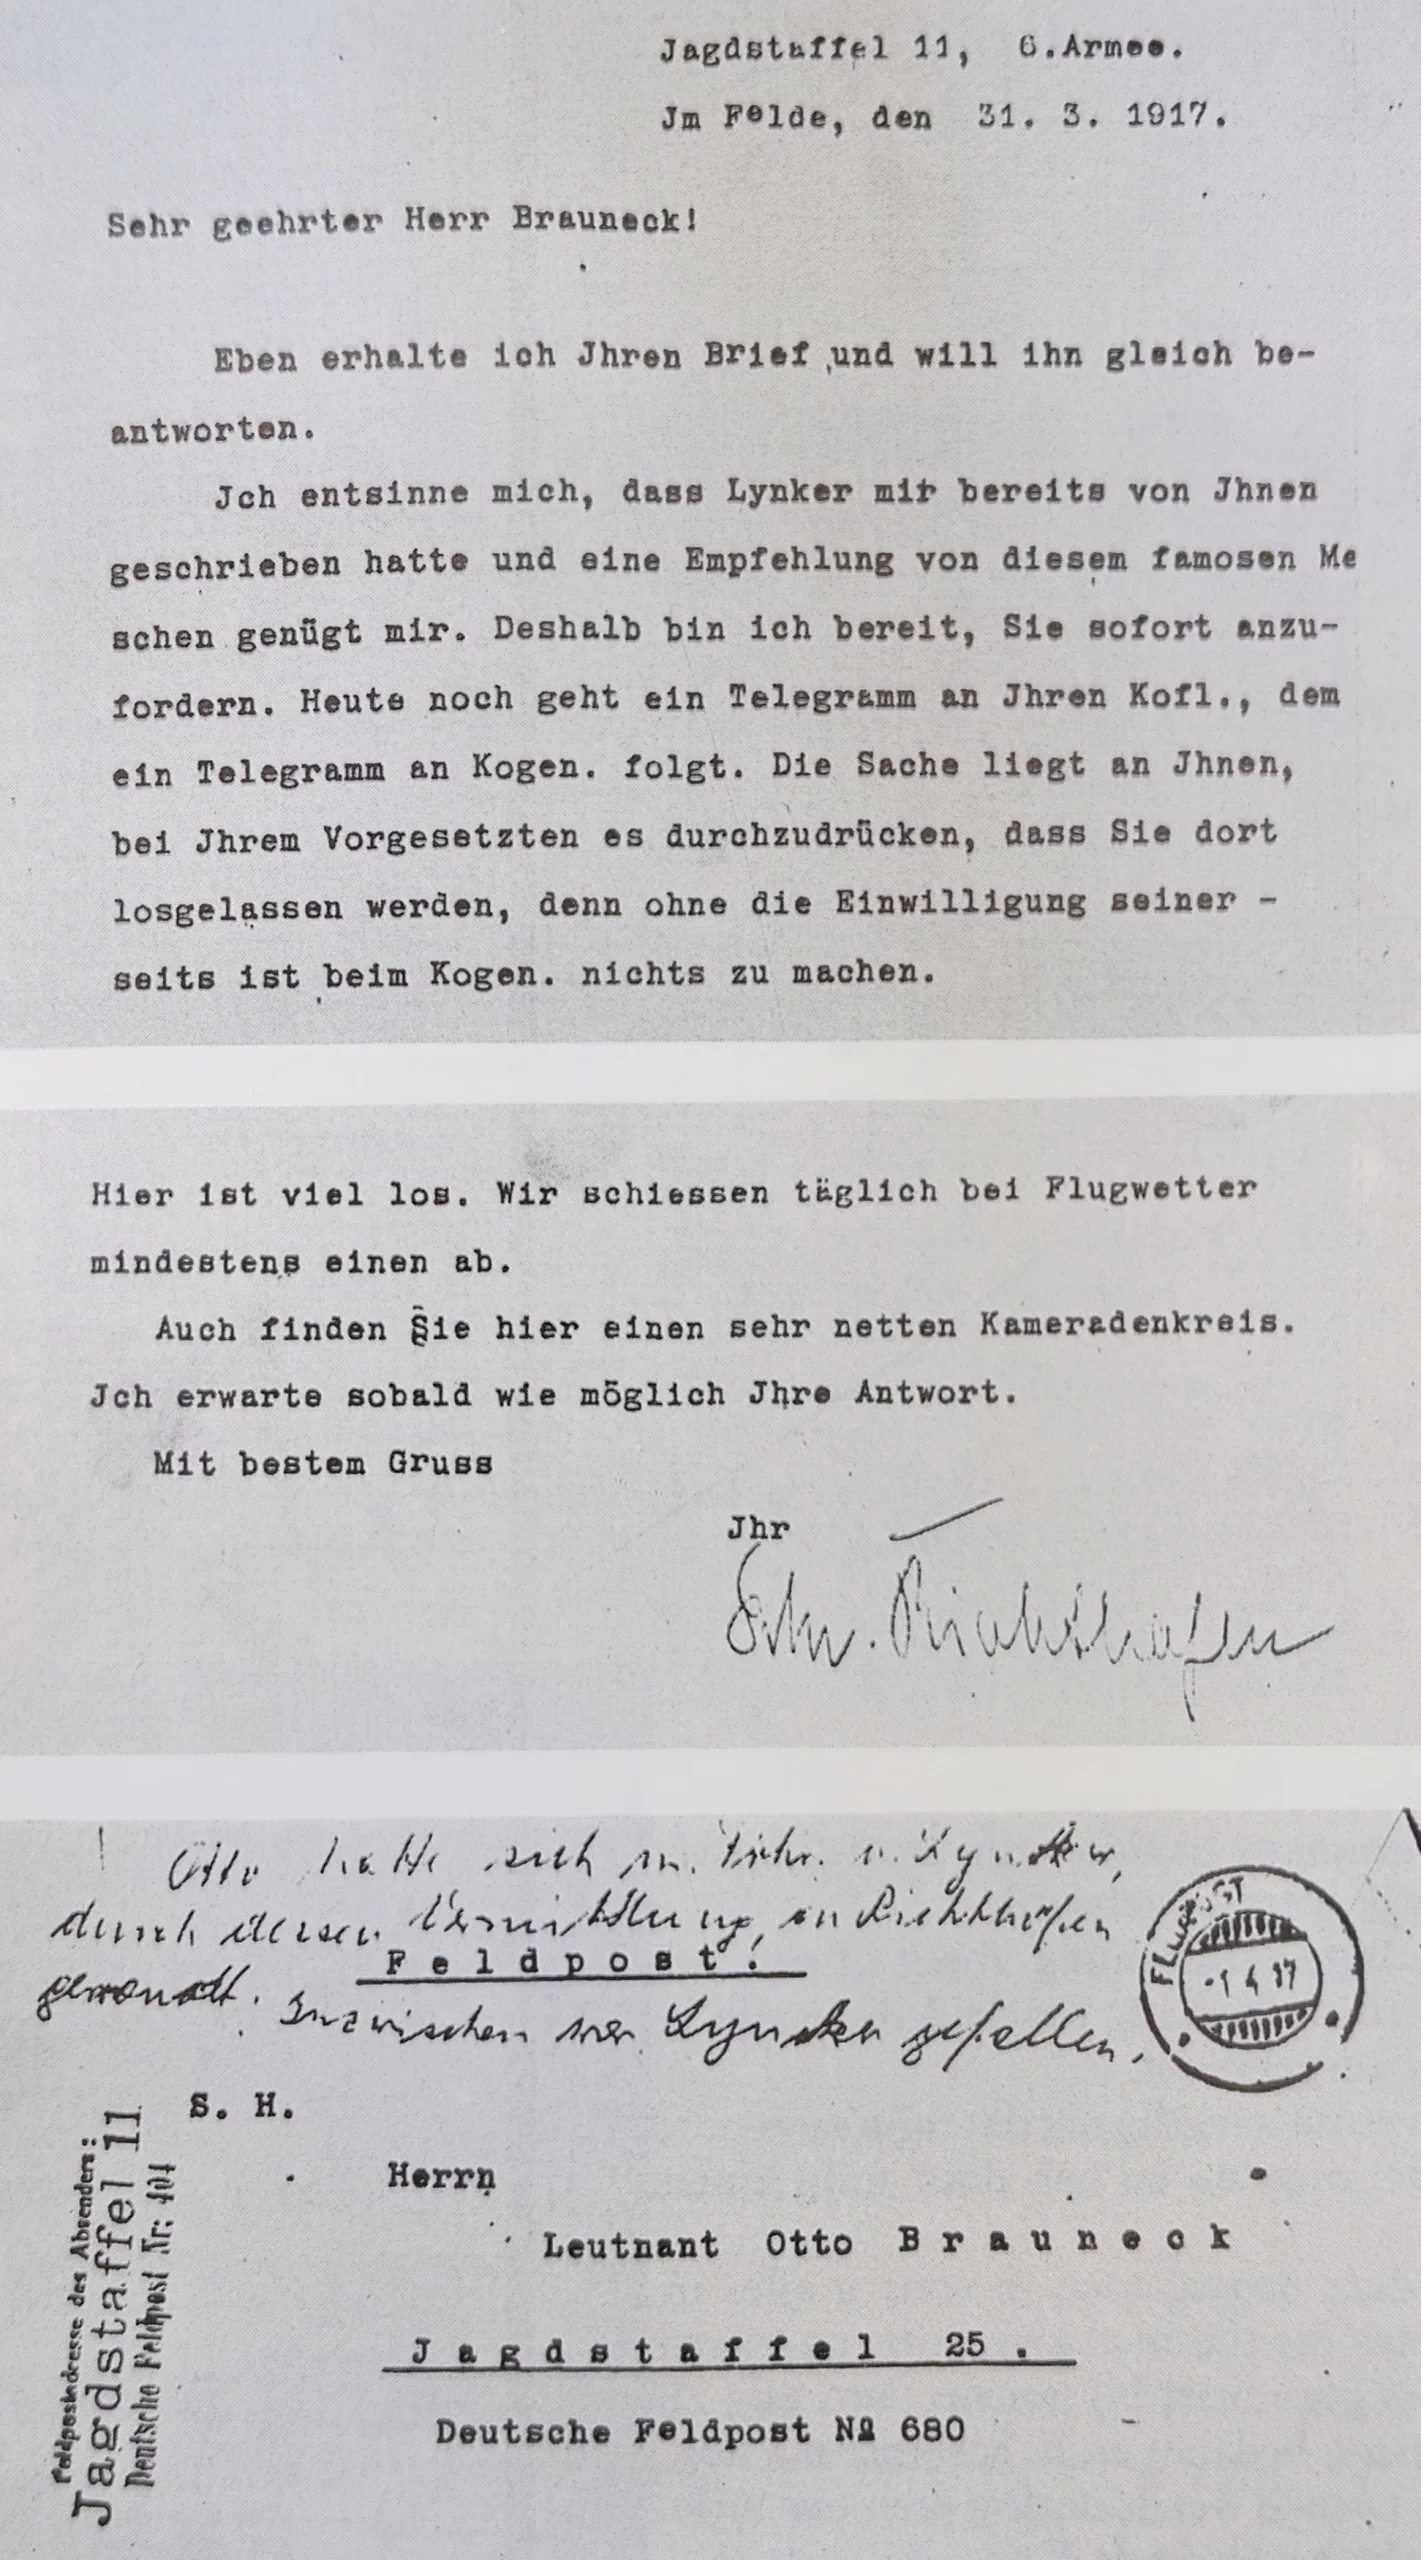 Jagdstaffel 11, 6.Armee.
Jm Felde, den 31. 3. 1917.
Sehr geehrter Herr Brauneck!
Eben erhalte ich Jhren Brief ,und will ihn gleich be-
antworten.
Jch entsinne mich, dass Lynker mir bereits von Jhnen
geschrieben hatte und eine Empfehlung von diesem famosen Me
schen genügt mir. Deshalb bin ich bereit, Sie sofort anzu-
fordern. Heute noch geht ein Telegramm an Jhren Kofl., dem
ein Telegramm an Kogen. folgt. Die Sache liegt an Jhnen,
bei Jhrem Vorgesetzten es durchzudrücken, dass Sie dort
losgelassen werden, denn ohne die Einwilligung seiner -
seits ist beim Kogen. nichts zu machen.
Hier ist viel los. Wir schiessen täglich bei Flugwetter
mindestens einen ab.
Auch finden Sie hier einen sehr netten Kameradenkreis.
Jch erwarte sobald wie möglich Jhre Antwort.
Mit bestem Gruss
Jhr
Frhr. Richthofen
Otto hatte sich m. Frhr. v. Lyncker,
durch dessen Vermittlung, an Richthofen
Feldpost!
gewandt. Inzwischen war Lyncker gefallen.
-1 4 17
S. H.
Herrn
Leutnant Otto Brauneck
Jagdstaffel 25.
Deutsche Feldpost № 680
Feldpostadresse des Absenders:
Jagdstaffel 11
Deutsche Feldpost Nr: 404